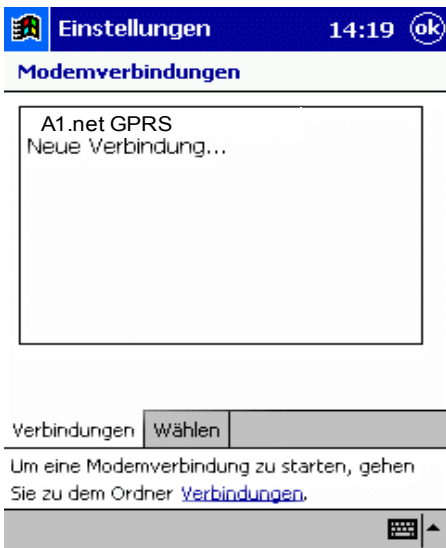 Einstellungen 14:19 ok
Modemverbindungen
A1.net GPRS
Neue Verbindung...
Verbindungen Wählen
Um eine Modemverbindung zu starten, gehen
Sie zu dem Ordner Verbindungen.